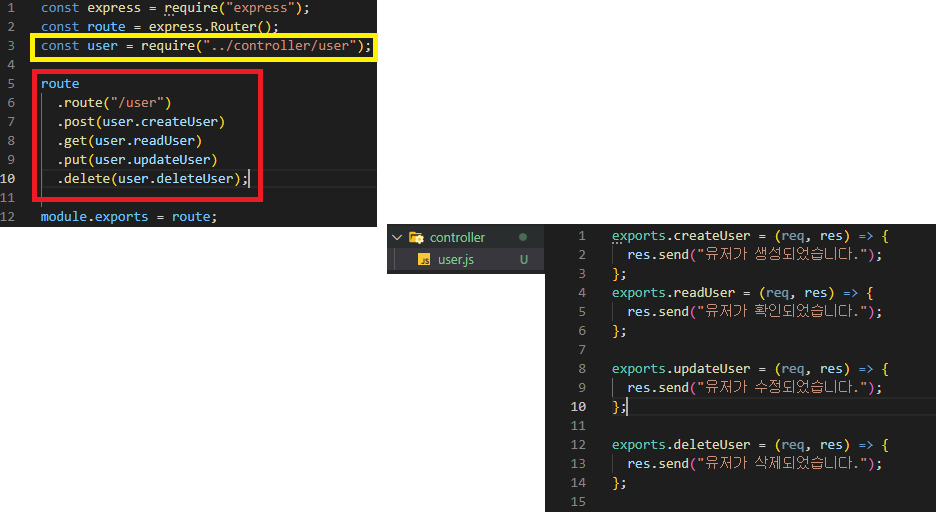 1 const express = require("express");
2 const route = express.Router();
3 const user = require("../controller/user");
4
5 route
6 .route("/user")
7 .post(user.createUser)
8 .get(user.readUser)
9 .put(user.updateUser)
10 .delete(user.deleteUser);
11
12 module.exports = route;
controller
JS user.js U
1 exports.createUser = (req, res) => {
2 res.send("유저가 생성되었습니다.");
3 };
4 exports.readUser = (req, res) => {
5 res.send("유저가 확인되었습니다.");
6 };
7
8 exports.updateUser = (req, res) => {
9 res.send("유저가 수정되었습니다.");
10 };
11
12 exports.deleteUser = (req, res) => {
13 res.send("유저가 삭제되었습니다.");
14 };
15